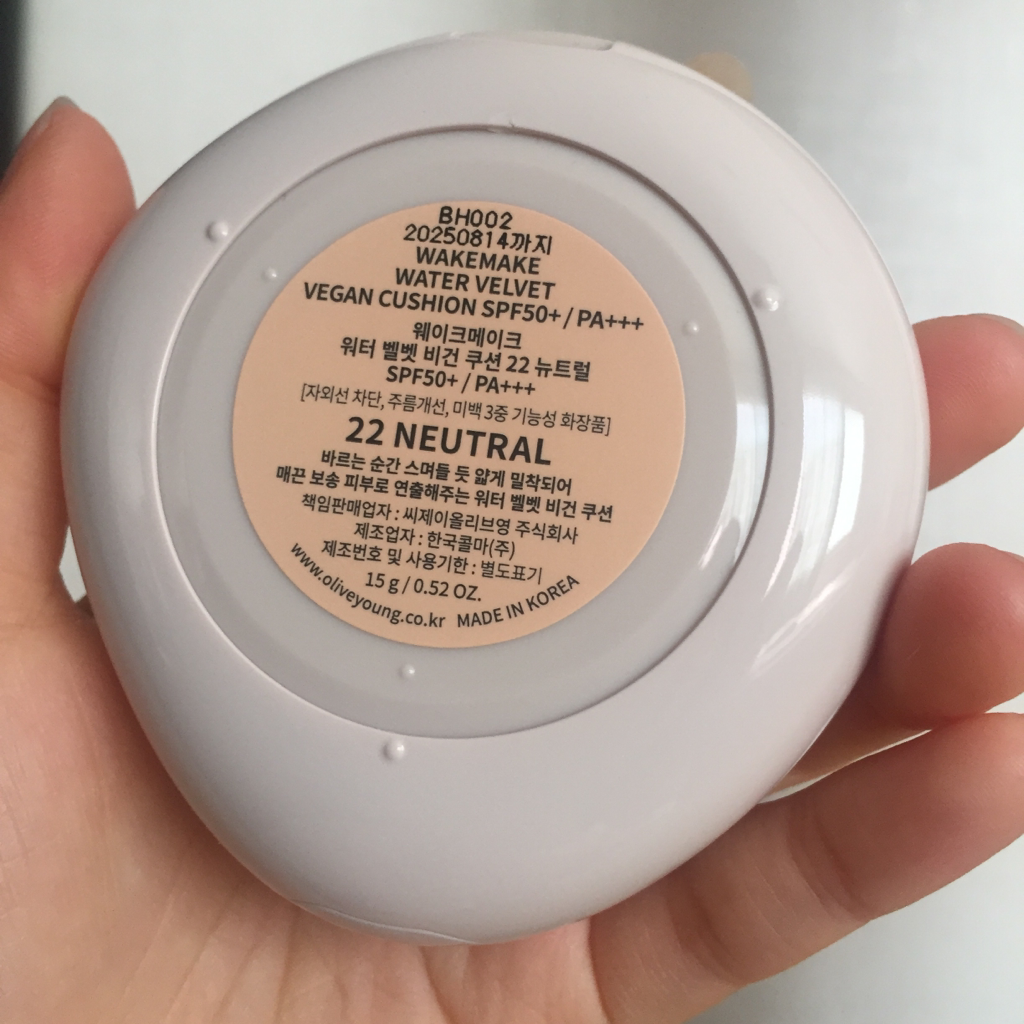 BH002
20250814까지
WAKEMAKE
WATER VELVET
VEGAN CUSHION SPF50+ / PA+++
웨이크메이크
워터 벨벳 비건 쿠션 22 뉴트럴
SPF50+ / PA+++
[자외선 차단, 주름개선, 미백 3중 기능성 화장품]
22 NEUTRAL
바르는 순간 스며들 듯 얇게 밀착되어
매끈 보송 피부로 연출해주는 워터 벨벳 비건 쿠션
책임판매업자 : 씨제이올리브영 주식회사
제조업자 : 한국콜마(주)
제조번호 및 사용기한 : 별도표기
15 g / 0.52 OZ.
www.oliveyoung.co.kr MADE IN KOREA